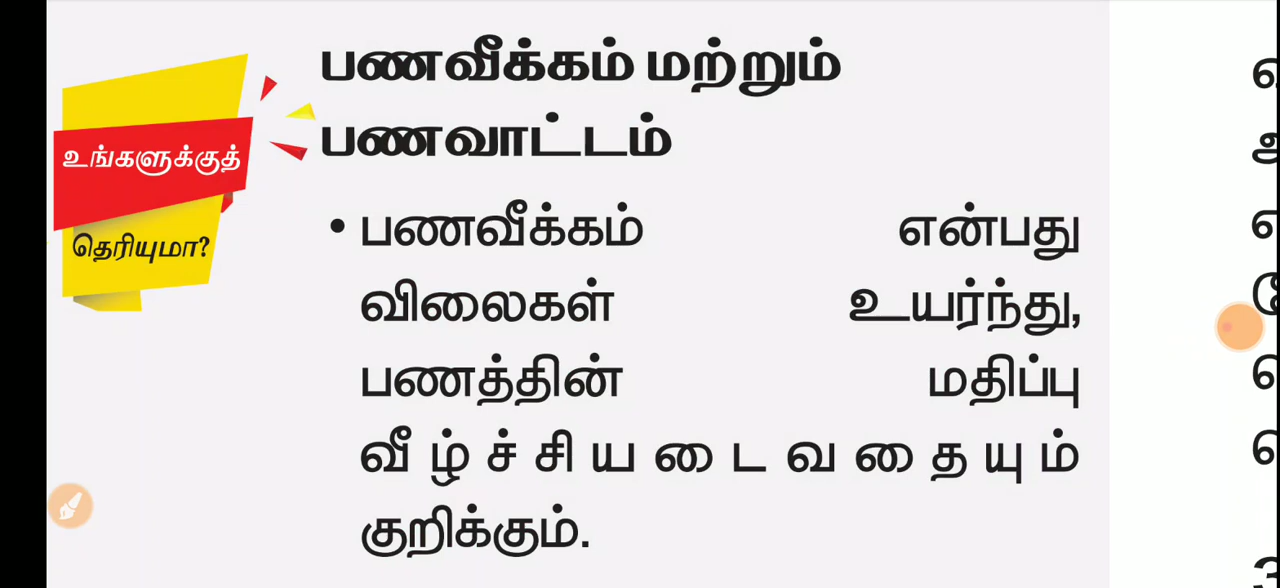 உங்களுக்குத்
தெரியுமா?
பணவீக்கம் மற்றும்
பணவாட்டம்
• பணவீக்கம் என்பது
விலைகள் உயர்ந்து,
பணத்தின் மதிப்பு
வீழ்ச்சியடைவதையும்
குறிக்கும்.